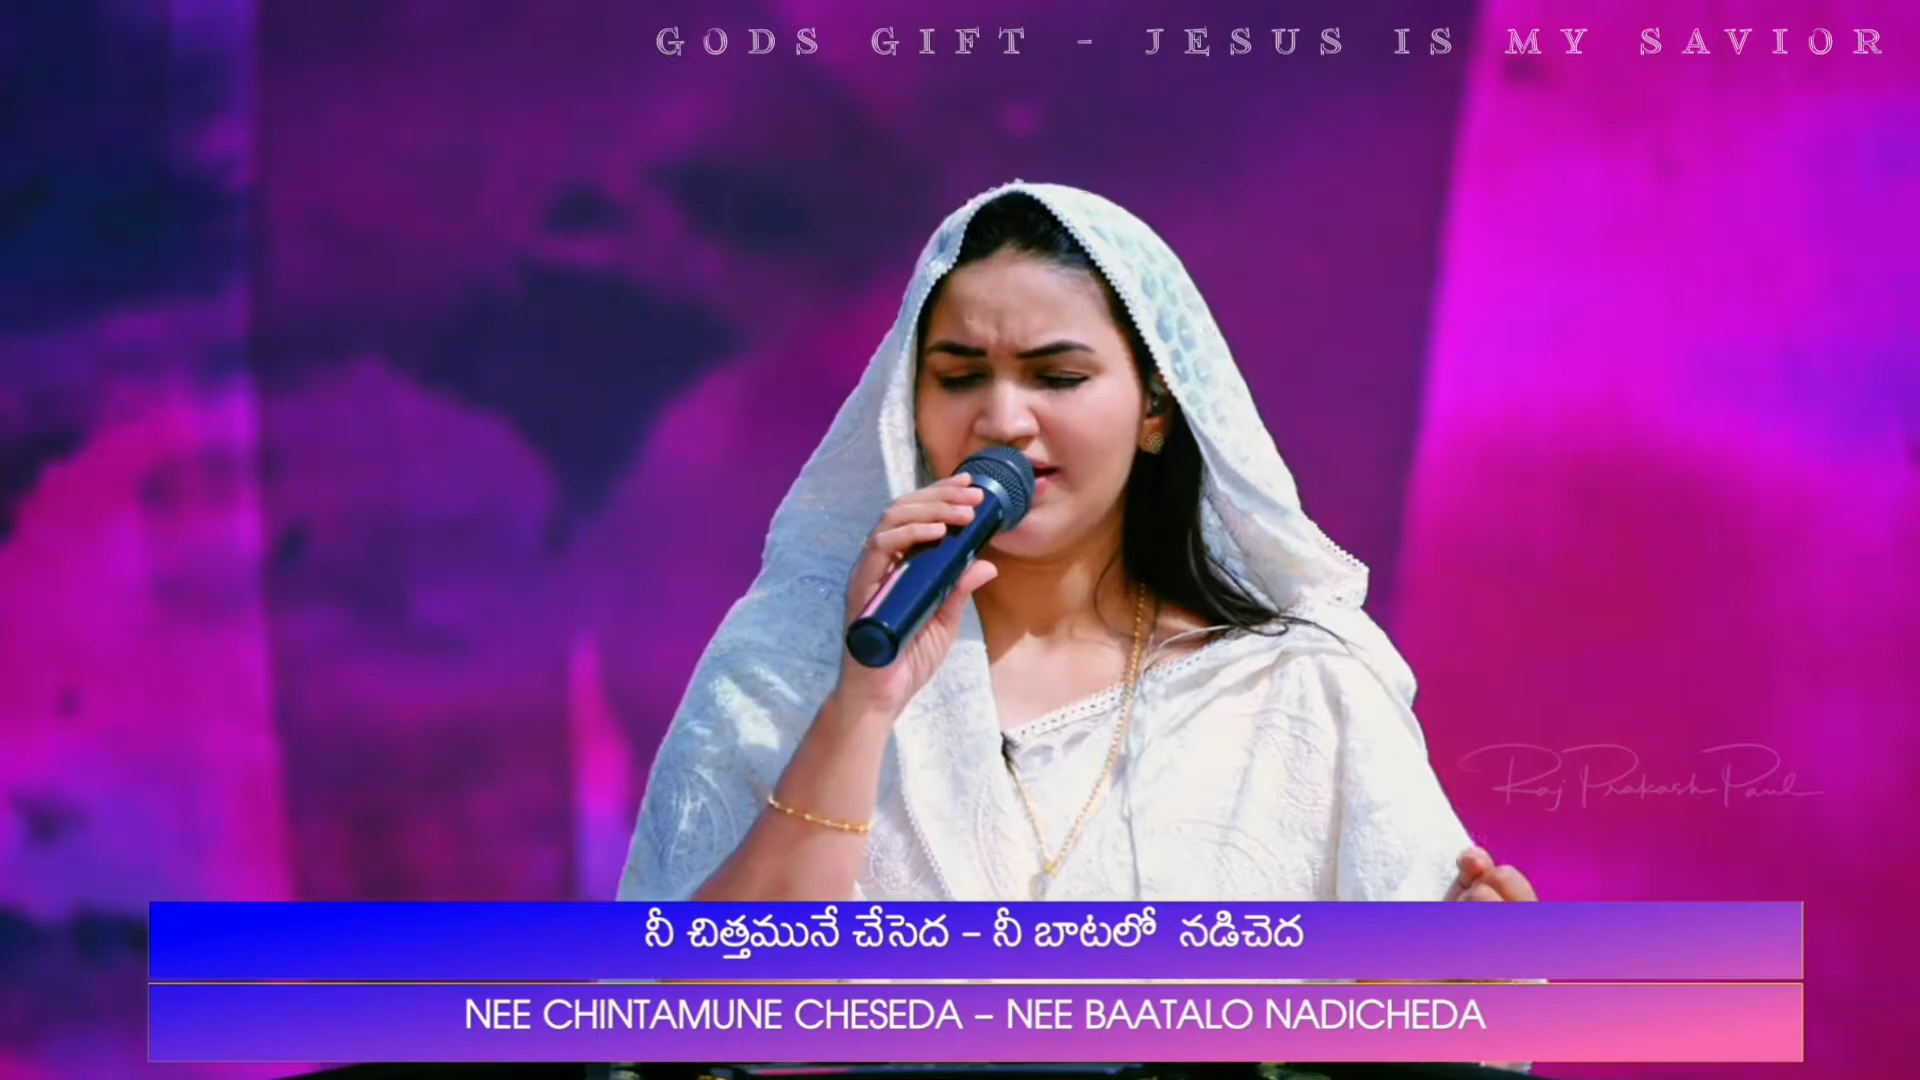 GODS GIFT - JESUS IS MY SAVIOR
Raj Prakash Paul
నీ చిత్తమునే చేసెద – నీ బాటలో నడిచెద
NEE CHINTAMUNE CHESEDA – NEE BAATALO NADICHEDA